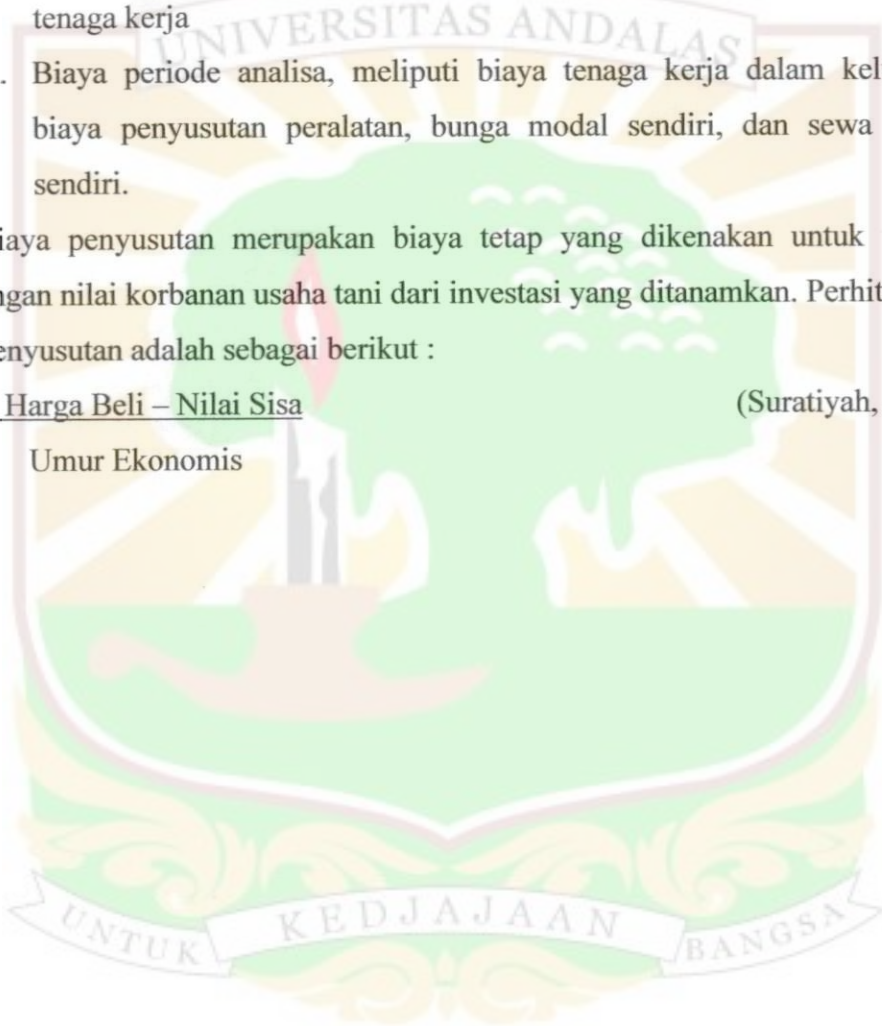 tenaga kerja
UNIVERSITAS ANDALAS
. Biaya periode analisa, meliputi biaya tenaga kerja dalam kel
biaya penyusutan peralatan, bunga modal sendiri, dan sewa
sendiri.
iaya penyusutan merupakan biaya tetap yang dikenakan untuk
ngan nilai korbanan usaha tani dari investasi yang ditanamkan. Perhit
enyusutan adalah sebagai berikut :
Harga Beli – Nilai Sisa (Suratiyah,
Umur Ekonomis
UNTUK KEDJAJAAN BANGSA